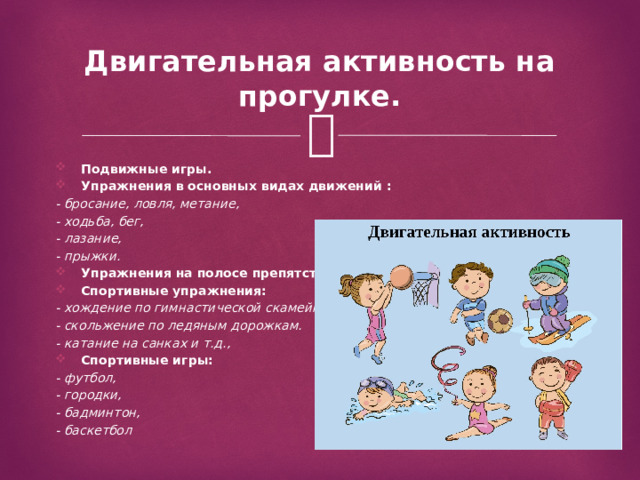 Двигательная активность на
прогулке.
Подвижные игры.
Упражнения в основных видах движений :
- бросание, ловля, метание,
- ходьба, бег,
- лазание,
- прыжки.
Упражнения на полосе
Спортивные упражнения:
- хождение по гимнастической
- скольжение по ледяным дорожкам.
- катание на санках и т.д.,
Спортивные игры:
- футбол,
- городки,
- бадминтон,
- баскетбол
Двигательная активность